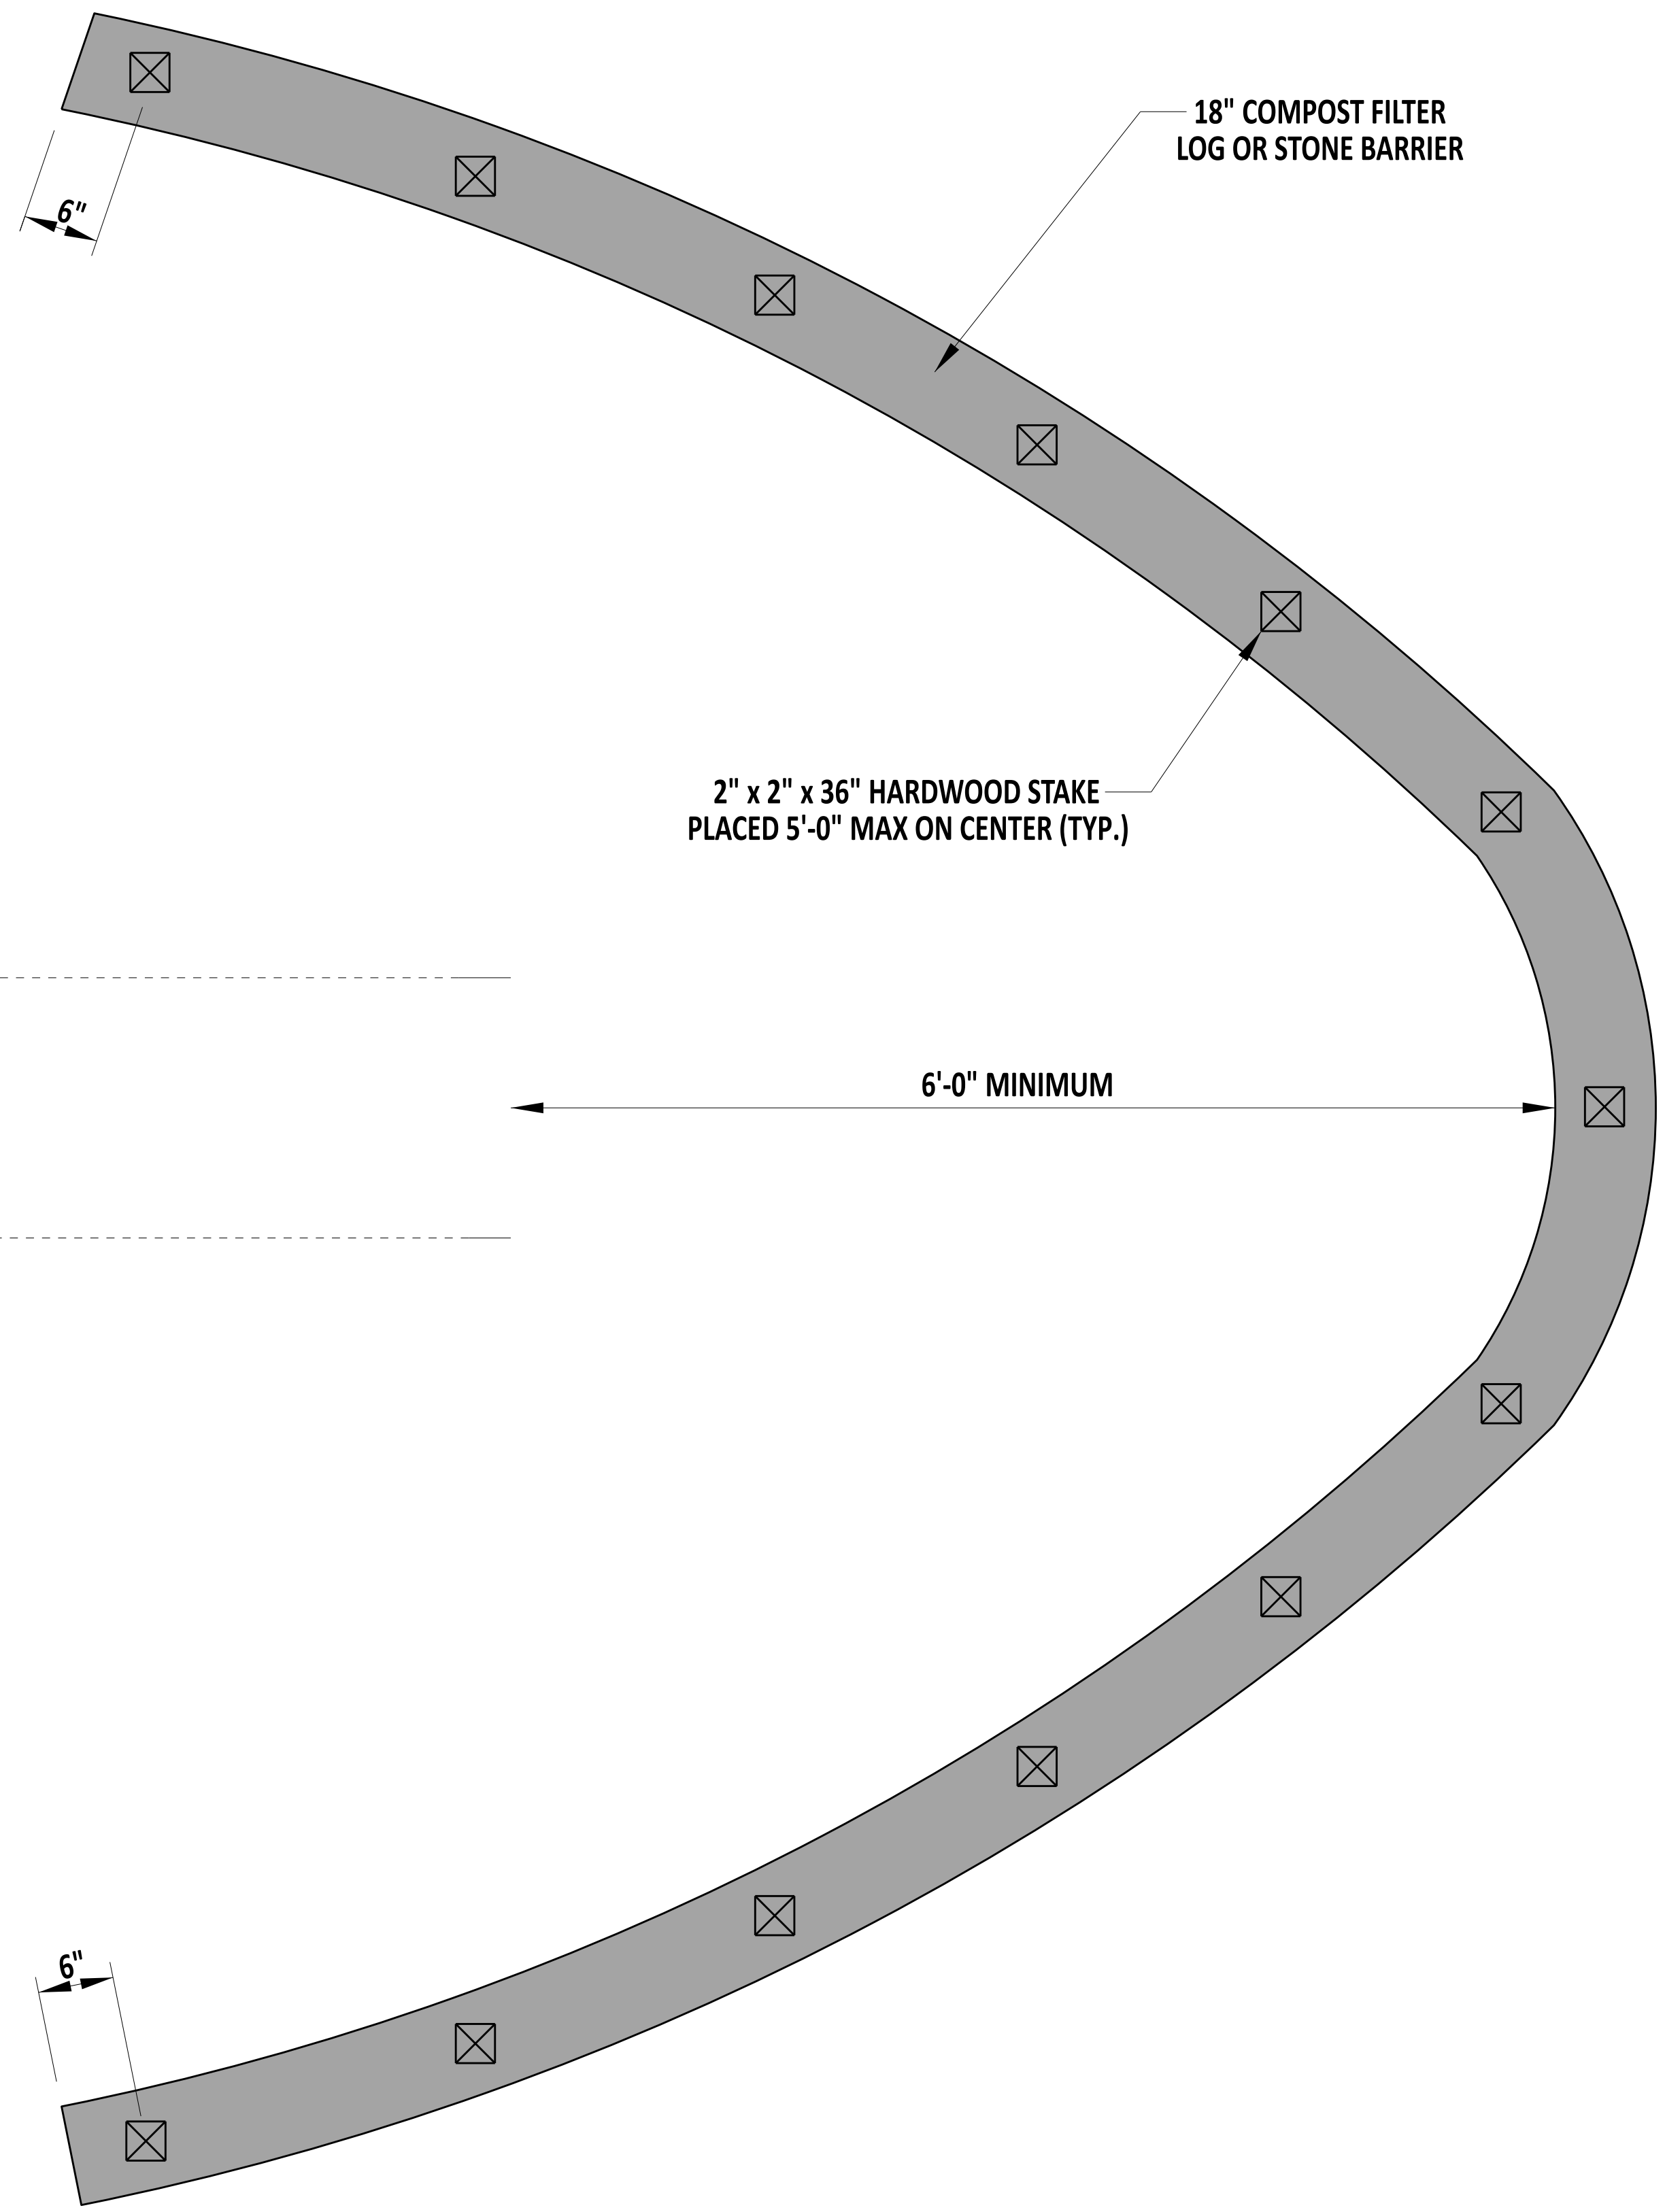 18" COMPOST FILTER
LOG OR STONE BARRIER
6"
2" x 2" x 36" HARDWOOD STAKE
PLACED 5'-0" MAX ON CENTER (TYP.)
6'-0" MINIMUM
6"